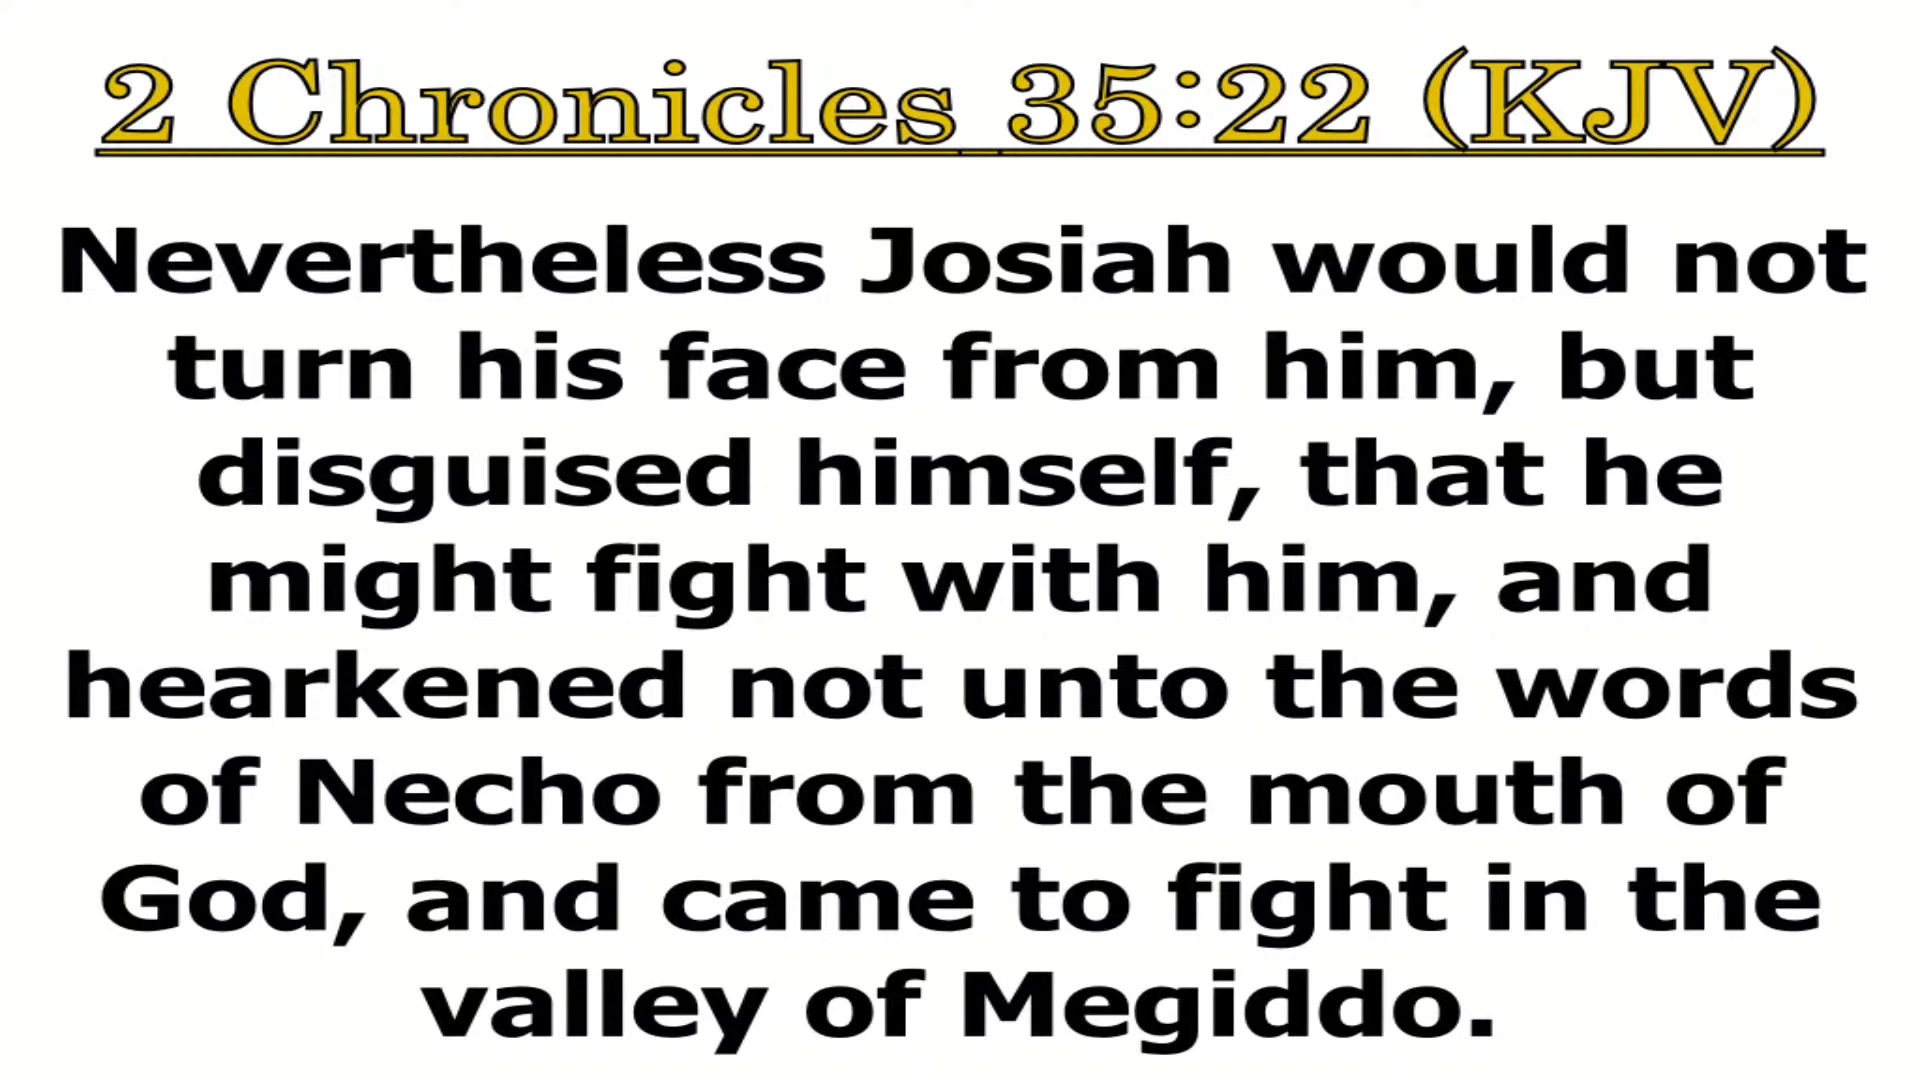 2 Chronicles 35:22 (KJV)
Nevertheless Josiah would not
turn his face from him, but
disguised himself, that he
might fight with him, and
hearkened not unto the words
of Necho from the mouth of
God, and came to fight in the
valley of Megiddo.